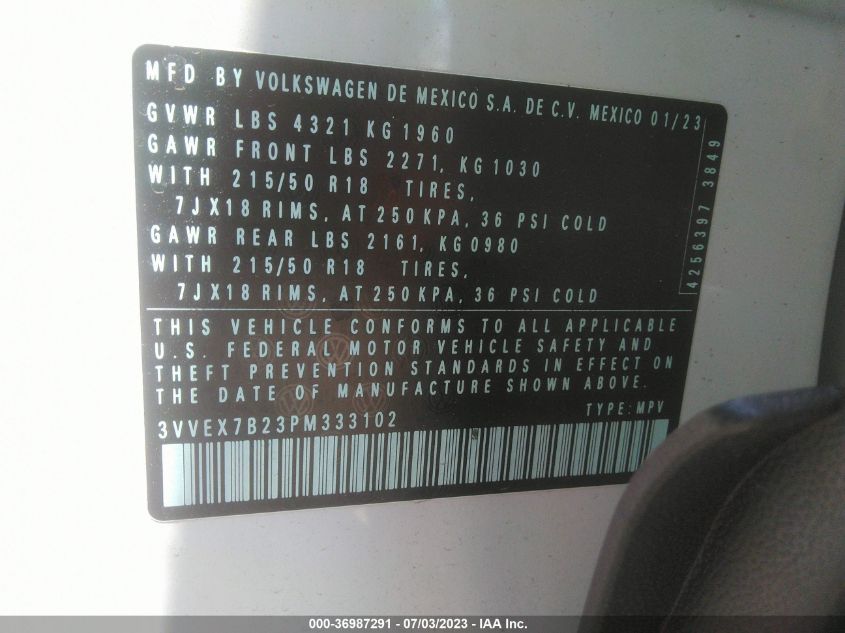 MFD BY VOLKSWAGEN DE MEXICO S.A. DE C.V. MEXICO 01/23
GVWR LBS 4321 KG 1960
GAWR FRONT LBS 2271, KG 1030
WITH 215/50 R18 TIRES,
7JX18 RIMS, AT 250 KPA, 36 PSI COLD
GAWR REAR LBS 2161, KG 0980
WITH 215/50 R18 TIRES,
7JX18 RIMS, AT 250 KPA, 36 PSI COLD
4256397 3849
THIS VEHICLE CONFORMS TO ALL APPLICABLE
U.S. FEDERAL MOTOR VEHICLE SAFETY AND
THEFT PREVENTION STANDARDS IN EFFECT ON
THE DATE OF MANUFACTURE SHOWN ABOVE.
TYPE: MPV
3VVEX7B23PM333102
000-36987291 - 07/03/2023 - IAA Inc.